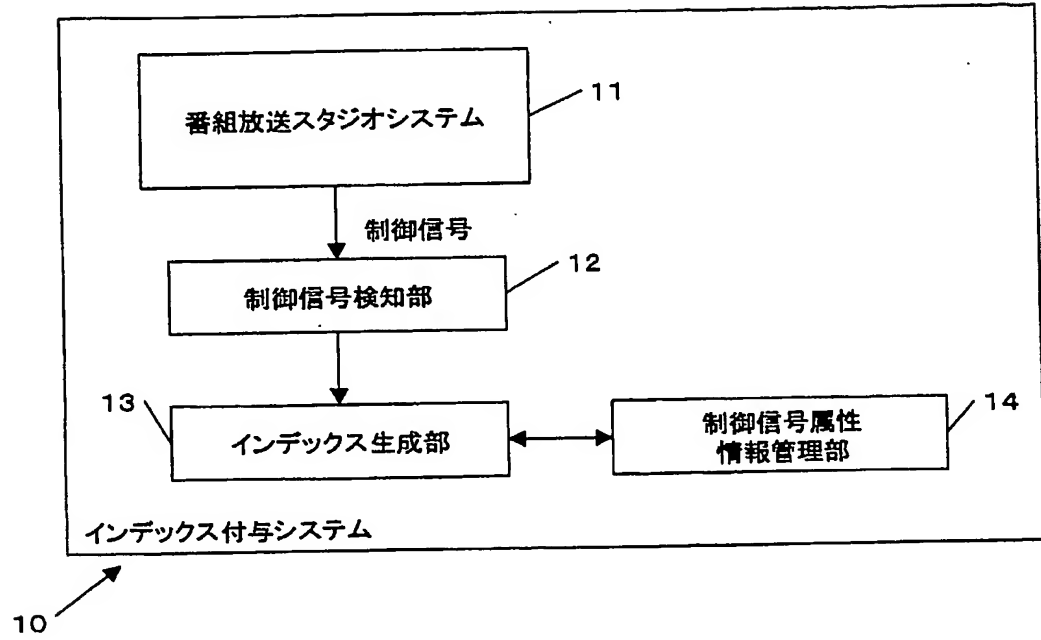 番組放送スタジオシステム
11
制御信号
制御信号検知部
12
13
インデックス生成部
制御信号属性
情報管理部
14
インデックス付与システム
10